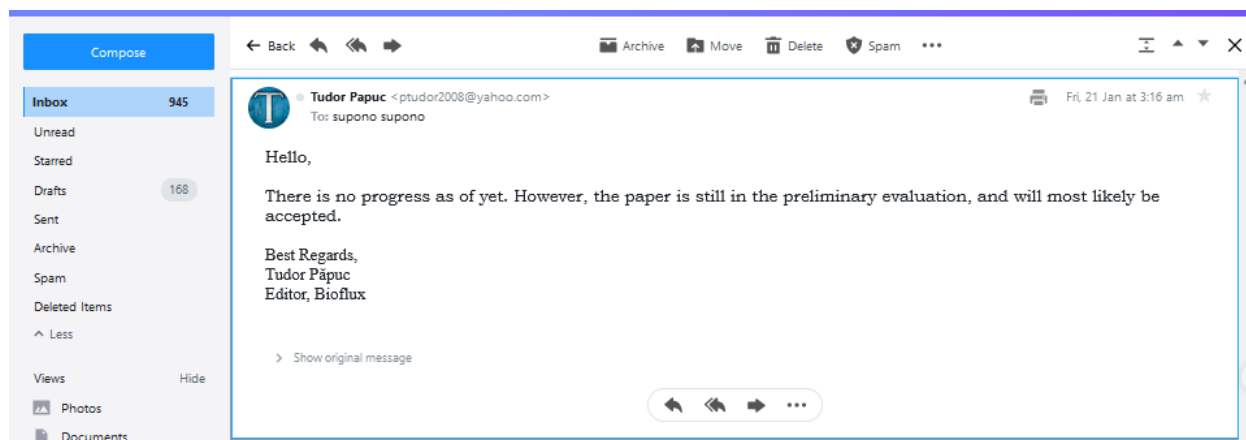 Compose
Back
Archive
Move
Delete
Spam
Inbox 945
Unread
Starred
Drafts 168
Sent
Archive
Spam
Deleted Items
Less
Views Hide
Photos
Documents
T
Tudor Papuc <ptudor2008@yahoo.com>
Fri, 21 Jan at 3:16 am
To: supono supono
Hello,
There is no progress as of yet. However, the paper is still in the preliminary evaluation, and will most likely be
accepted.
Best Regards,
Tudor Păpuc
Editor, Bioflux
Show original message